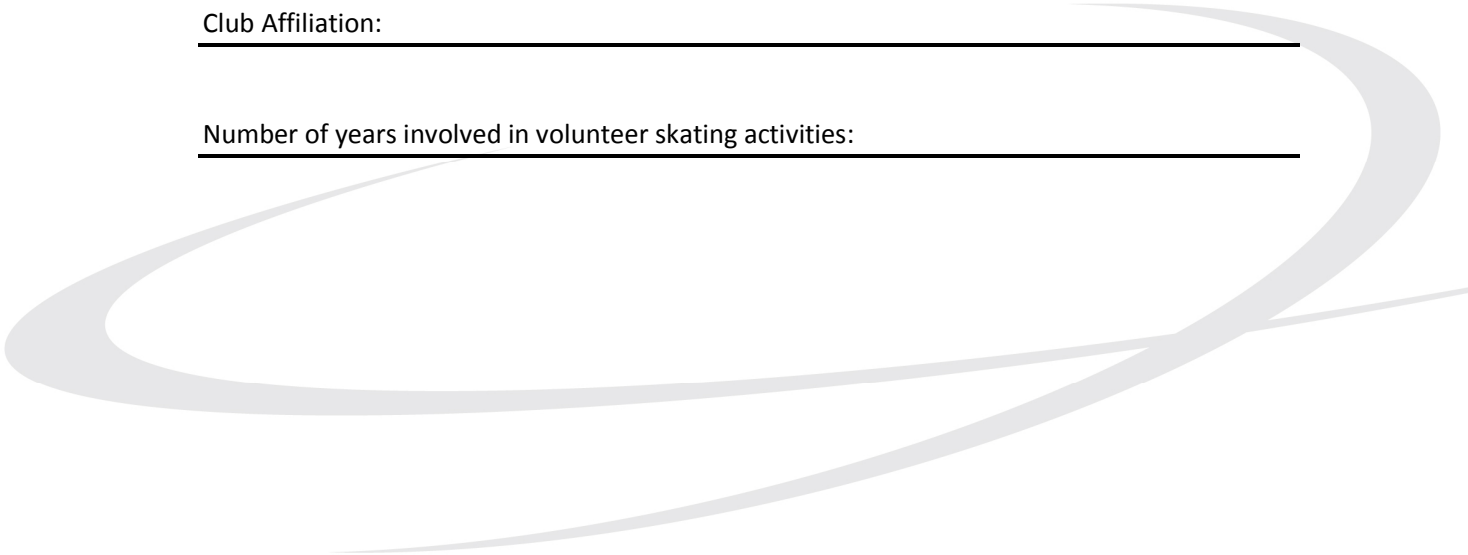 Club Affiliation:
Number of years involved in volunteer skating activities: